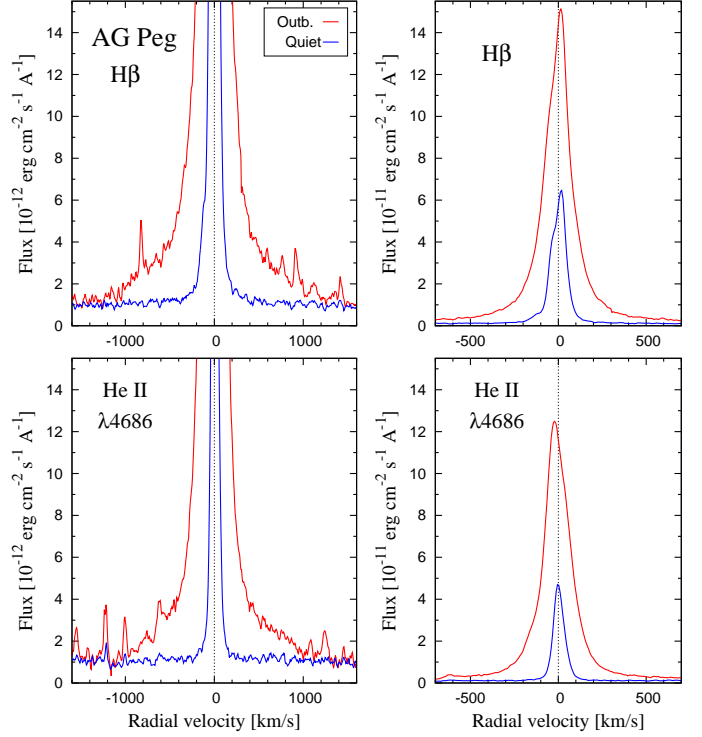 AG Peg
Hβ
Outb.
Quiet
Flux [10-12 erg cm-2 s-1 A-1]
14
12
10
8
6
4
2
0
-1000 0 1000
Hβ
Flux [10-11 erg cm-2 s-1 A-1]
14
12
10
8
6
4
2
0
-500 0 500
He II
λ4686
Flux [10-12 erg cm-2 s-1 A-1]
14
12
10
8
6
4
2
0
-1000 0 1000
Radial velocity [km/s]
He II
λ4686
Flux [10-11 erg cm-2 s-1 A-1]
14
12
10
8
6
4
2
0
-500 0 500
Radial velocity [km/s]